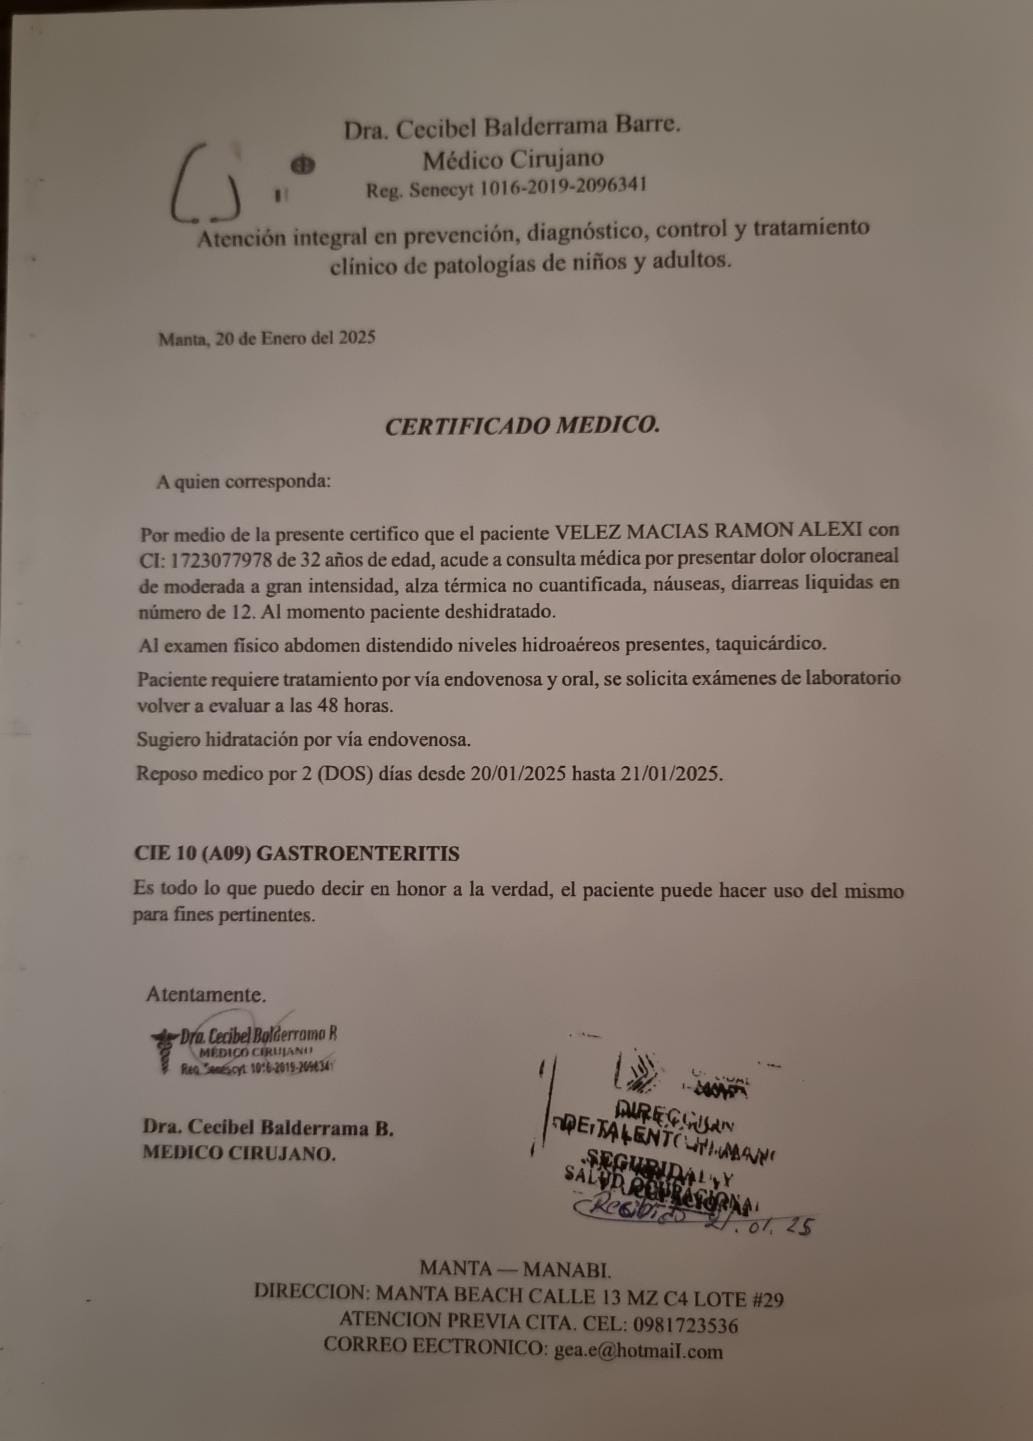 Dra. Cecibel Balderrama Barre.
Médico Cirujano
Reg. Senecyt 1016-2019-2096341
Atención integral en prevención, diagnóstico, control y tratamiento
clínico de patologías de niños y adultos.
Manta, 20 de Enero del 2025
CERTIFICADO MEDICO.
A quien corresponda:
Por medio de la presente certifico que el paciente VELEZ MACIAS RAMON ALEXI con
CI: 1723077978 de 32 años de edad, acude a consulta médica por presentar dolor olocraneal
de moderada a gran intensidad, alza térmica no cuantificada, náuseas, diarreas liquidas en
número de 12. Al momento paciente deshidratado.
Al examen físico abdomen distendido niveles hidroaéreos presentes, taquicárdico.
Paciente requiere tratamiento por vía endovenosa y oral, se solicita exámenes de laboratorio
volver a evaluar a las 48 horas.
Sugiero hidratación por vía endovenosa.
Reposo medico por 2 (DOS) días desde 20/01/2025 hasta 21/01/2025.
CIE 10 (A09) GASTROENTERITIS
Es todo lo que puedo decir en honor a la verdad, el paciente puede hacer uso del mismo
para fines pertinentes.
Atentamente.
Dra. Cecibel Balderrama B
MÉDICO CIRUJANO
Reg. Senescyt. 1016-2019-2096341
Dra. Cecibel Balderrama B.
MEDICO CIRUJANO.
DIRECCION
DE TALENTO HUMANO
SEGURIDAD Y
SALUD OCUPACIONAL
Recibido 21.01.25
MANTA — MANABI.
DIRECCION: MANTA BEACH CALLE 13 MZ C4 LOTE #29
ATENCION PREVIA CITA. CEL: 0981723536
CORREO EECTRONICO: gea.e@hotmail.com